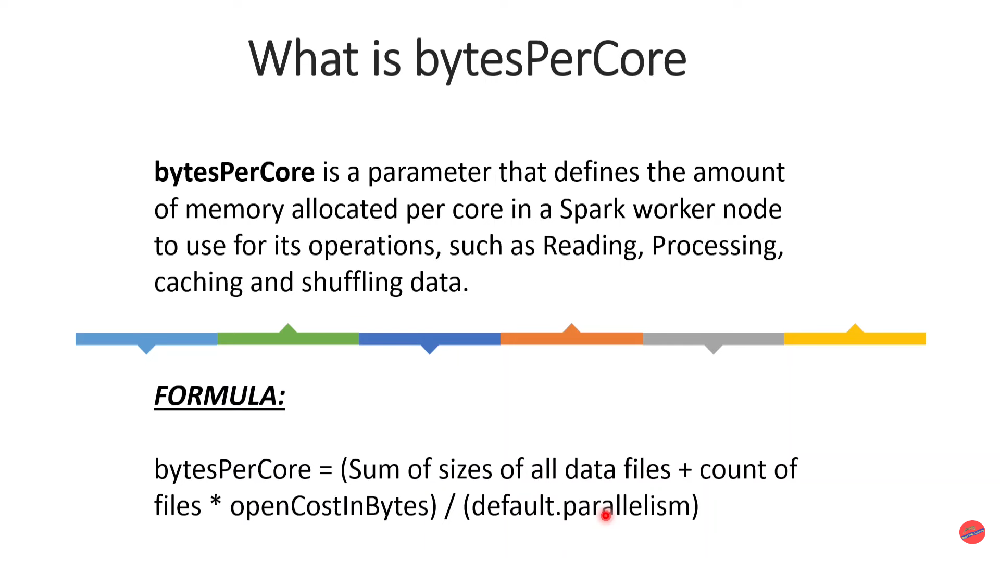 What is bytesPerCore
bytesPerCore is a parameter that defines the amount
of memory allocated per core in a Spark worker node
to use for its operations, such as Reading, Processing,
caching and shuffling data.
FORMULA:
bytesPerCore = (Sum of sizes of all data files + count of
files * openCostInBytes) / (default.parallelism)